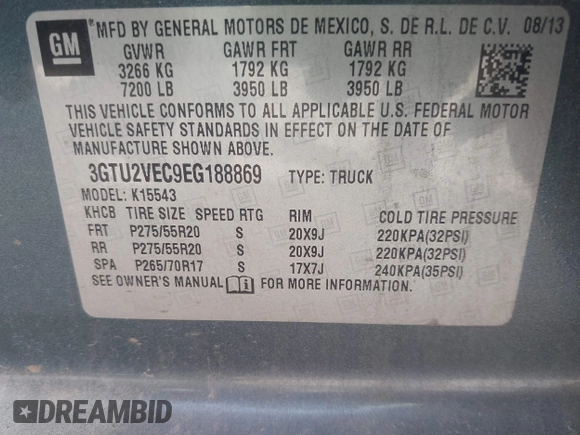 GM
*MFD BY GENERAL MOTORS DE MEXICO, S. DE R.L. DE C.V. 08/13
GVWR GAWR FRT GAWR RR
3266 KG 1792 KG 1792 KG
7200 LB 3950 LB 3950 LB
THIS VEHICLE CONFORMS TO ALL APPLICABLE U.S. FEDERAL MOTOR
VEHICLE SAFETY STANDARDS IN EFFECT ON THE DATE OF
MANUFACTURE SHOWN ABOVE.
3GTU2VEC9EG188869 TYPE: TRUCK
MODEL: K15543
KHCB TIRE SIZE SPEED RTG RIM COLD TIRE PRESSURE
FRT P275/55R20 S 20X9J 220KPA(32PSI)
RR P275/55R20 S 20X9J 220KPA(32PSI)
SPA P265/70R17 S 17X7J 240KPA(35PSI)
SEE OWNER'S MANUAL FOR MORE INFORMATION.
DREAMBID